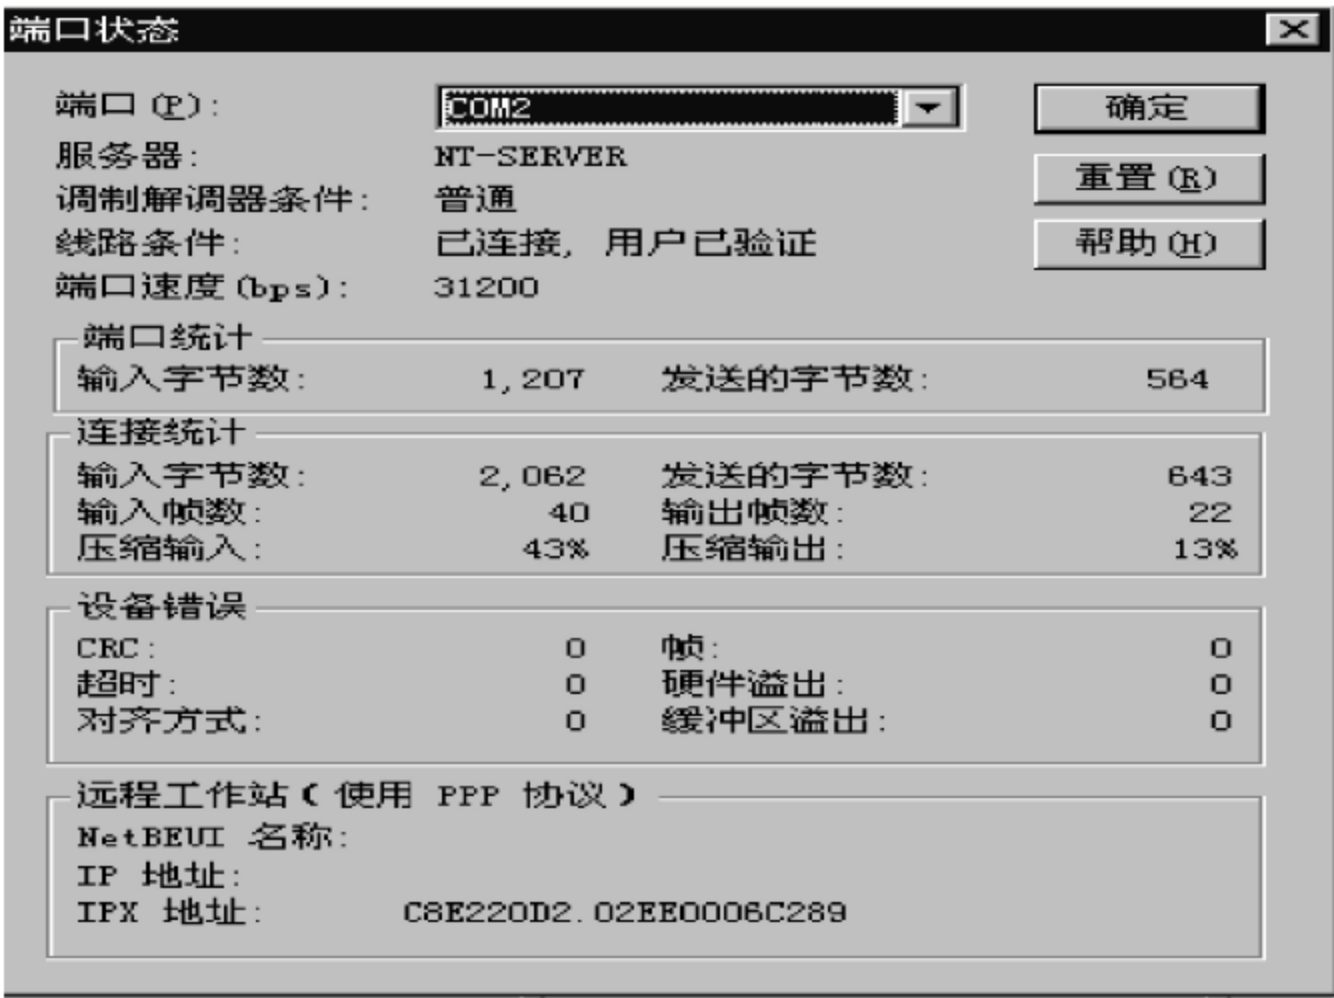 端口状态
端口(P): COM2 确定
服务器: NT-SERVER
重置(R)
调制解调器条件: 普通
线路条件: 已连接, 用户已验证 帮助(H)
端口速度(bps): 31200
端口统计
输入字节数: 1,207 发送的字节数: 564
连接统计
输入字节数: 2,062 发送的字节数: 643
输入帧数: 40 输出帧数: 22
压缩输入: 43% 压缩输出: 13%
设备错误
CRC: 0 帧: 0
超时: 0 硬件溢出: 0
对齐方式: 0 缓冲区溢出: 0
远程工作站(使用 PPP 协议)
NetBEUI 名称:
IP 地址:
IPX 地址: C8E220D2.02EE0006C289